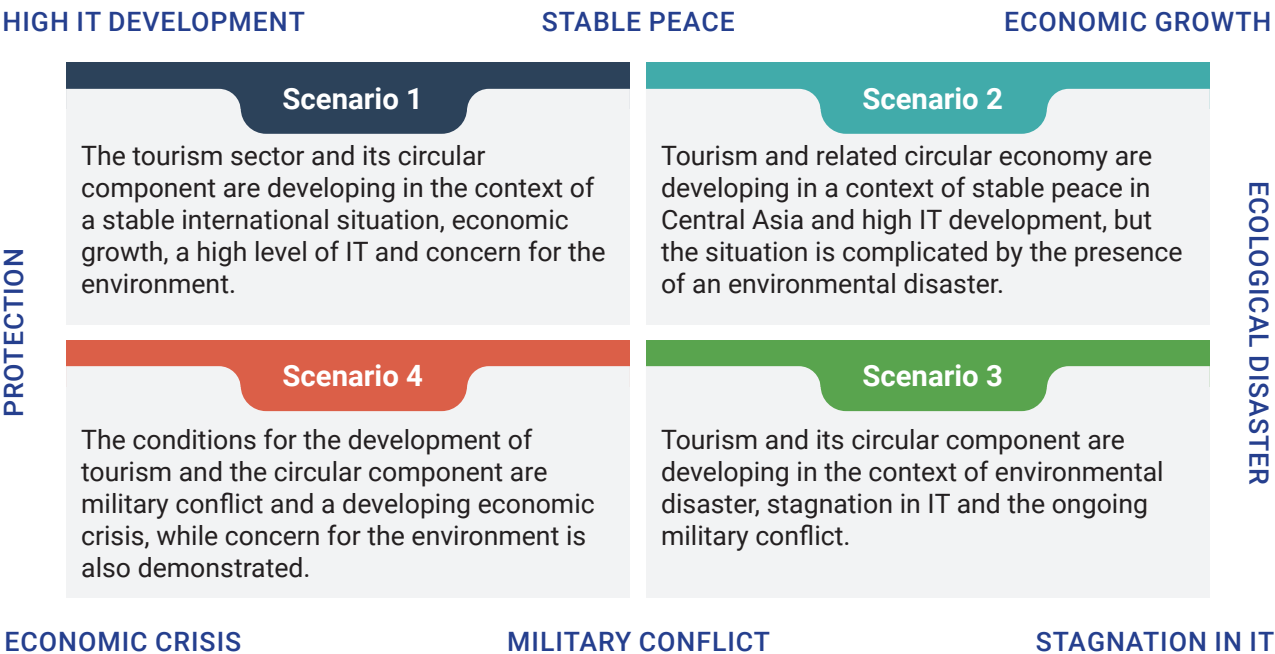 HIGH IT DEVELOPMENT
STABLE PEACE
ECONOMIC GROWTH
PROTECTION
Scenario 1
The tourism sector and its circular
component are developing in the context of
a stable international situation, economic
growth, a high level of IT and concern for the
environment.
Scenario 2
Tourism and related circular economy are
developing in a context of stable peace in
Central Asia and high IT development, but
the situation is complicated by the presence
of an environmental disaster.
ECOLOGICAL DISASTER
Scenario 4
The conditions for the development of
tourism and the circular component are
military conflict and a developing economic
crisis, while concern for the environment is
also demonstrated.
Scenario 3
Tourism and its circular component are
developing in the context of environmental
disaster, stagnation in IT and the ongoing
military conflict.
ECONOMIC CRISIS
MILITARY CONFLICT
STAGNATION IN IT